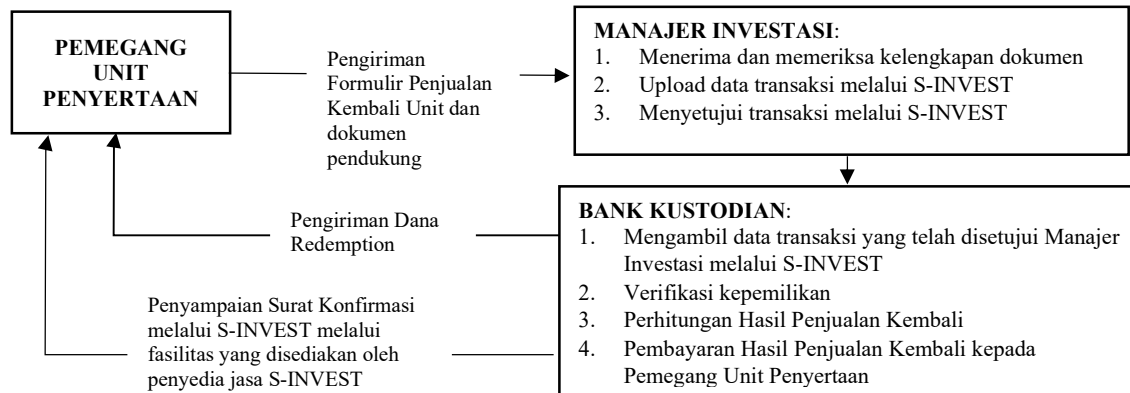 PEMEGANG
UNIT
PENYERTAAN
Pengiriman
Formulir Penjualan
Kembali Unit dan
dokumen
pendukung
MANAJER INVESTASI:
1. Menerima dan memeriksa kelengkapan dokumen
2. Upload data transaksi melalui S-INVEST
3. Menyetujui transaksi melalui S-INVEST
Pengiriman Dana
Redemption
BANK KUSTODIAN:
1. Mengambil data transaksi yang telah disetujui Manajer
Investasi melalui S-INVEST
2. Verifikasi kepemilikan
3. Perhitungan Hasil Penjualan Kembali
4. Pembayaran Hasil Penjualan Kembali kepada
Pemegang Unit Penyertaan
Penyampaian Surat Konfirmasi
melalui S-INVEST melalui
fasilitas yang disediakan oleh
penyedia jasa S-INVEST